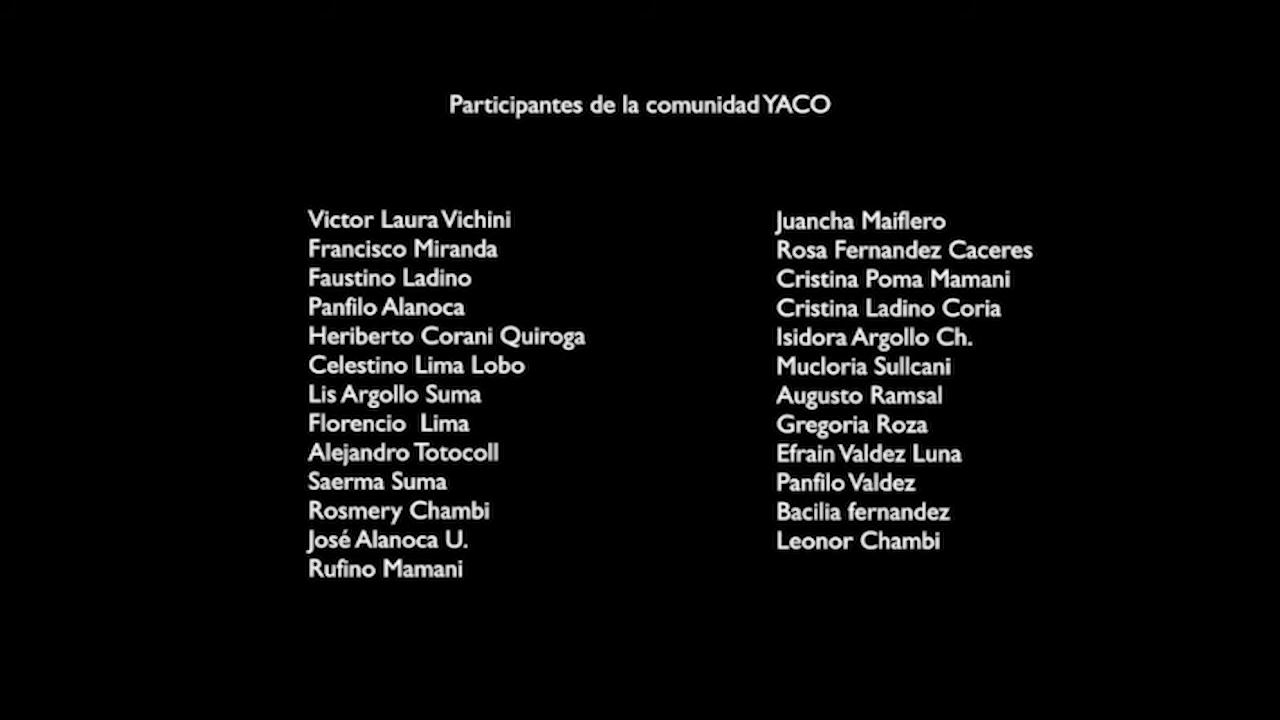 Participantes de la comunidad YACO
Victor Laura Vichini
Francisco Miranda
Faustino Ladino
Panfilo Alanoca
Heriberto Corani Quiroga
Celestino Lima Lobo
Lis Argollo Suma
Florencio  Lima
Alejandro Totocoll
Saerma Suma
Rosmery Chambi
José Alanoca U.
Rufino Mamani
Juancha Maiflero
Rosa Fernandez Caceres
Cristina Poma Mamani
Cristina Ladino Coria
Isidora Argollo Ch.
Mucloria Sullcani
Augusto Ramsal
Gregoria Roza
Efrain Valdez Luna
Panfilo Valdez
Bacilia fernandez
Leonor Chambi